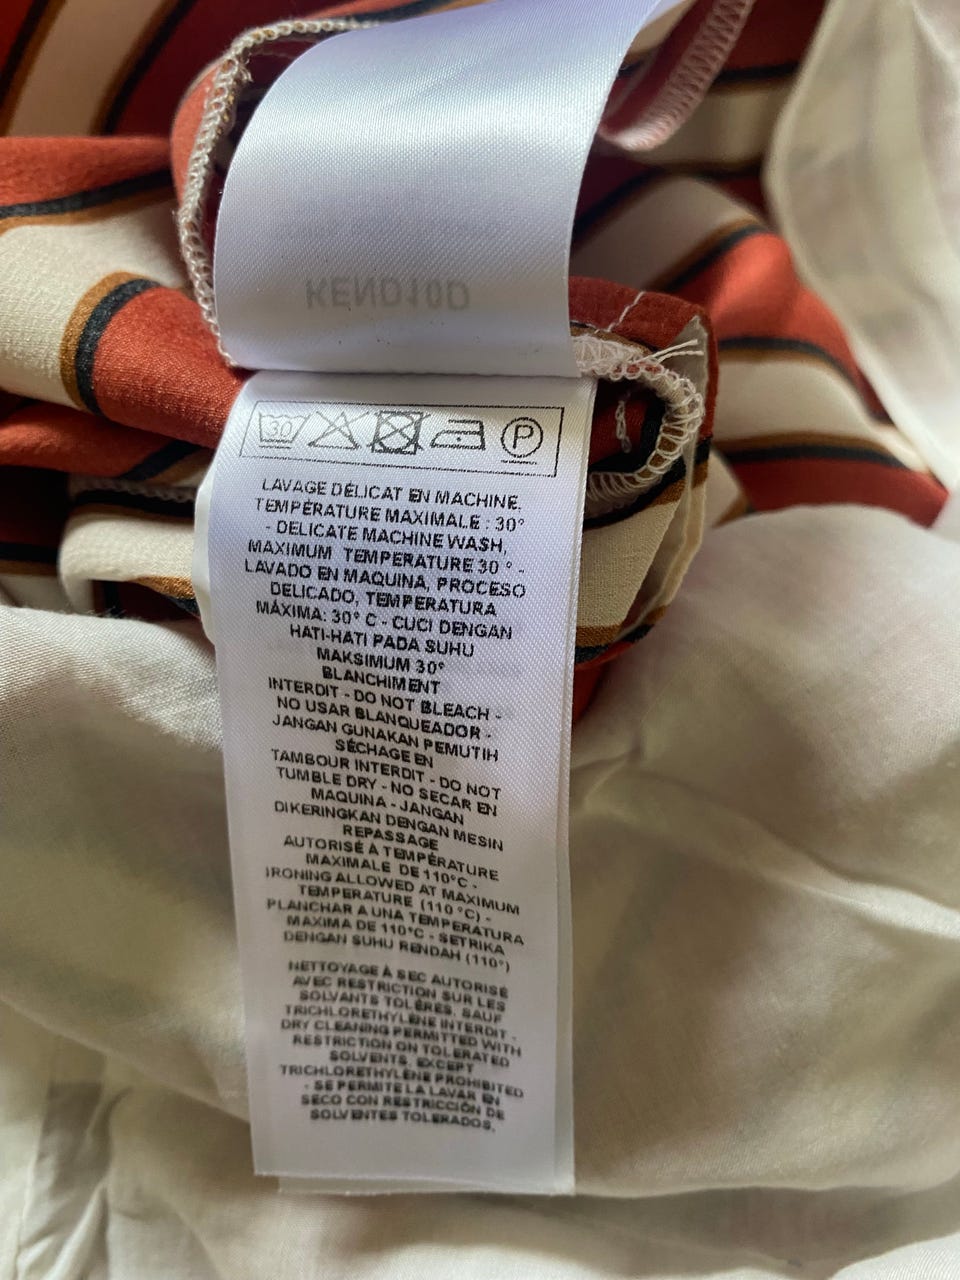 KEND10D
30
P
LAVAGE DÉLICAT EN MACHINE,
TEMPÉRATURE MAXIMALE : 30°
- DELICATE MACHINE WASH,
MAXIMUM TEMPERATURE 30 ° -
LAVADO EN MAQUINA, PROCESO
DELICADO, TEMPERATURA
MÁXIMA: 30° C - CUCI DENGAN
HATI-HATI PADA SUHU
MAKSIMUM 30°
BLANCHIMENT
INTERDIT - DO NOT BLEACH -
NO USAR BLANQUEADOR -
JANGAN GUNAKAN PEMUTIH
SÉCHAGE EN
TAMBOUR INTERDIT - DO NOT
TUMBLE DRY - NO SECAR EN
MAQUINA - JANGAN
DIKERINGKAN DENGAN MESIN
REPASSAGE
AUTORISÉ À TEMPÉRATURE
MAXIMALE DE 110°C -
IRONING ALLOWED AT MAXIMUM
TEMPERATURE (110 °C) -
PLANCHAR A UNA TEMPERATURA
MAXIMA DE 110°C - SETRIKA
DENGAN SUHU RENDAH (110°)
NETTOYAGE À SEC AUTORISÉ
AVEC RESTRICTION SUR LES
SOLVANTS TOLÉRÉS, SAUF
TRICHLORETHYLÈNE INTERDIT -
DRY CLEANING PERMITTED WITH
RESTRICTION ON TOLERATED
SOLVENTS, EXCEPT
TRICHLORETHYLENE PROHIBITED
- SE PERMITE LA LAVAR EN
SECO CON RESTRICCIÓN DE
SOLVENTES TOLERADOS,